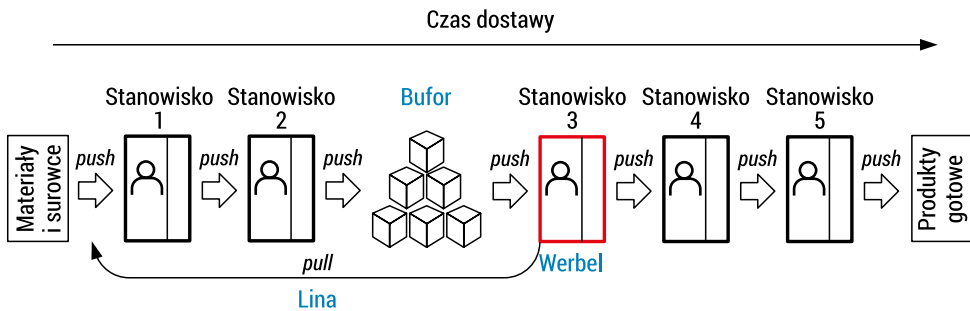 Czas dostawy
Stanowisko
1
Stanowisko
2
Bufor
Stanowisko
3
Stanowisko
4
Stanowisko
5
Materiały
i surowce
push
push
push
push
push
push
push
Produkty
gotowe
pull
Werbel
Lina